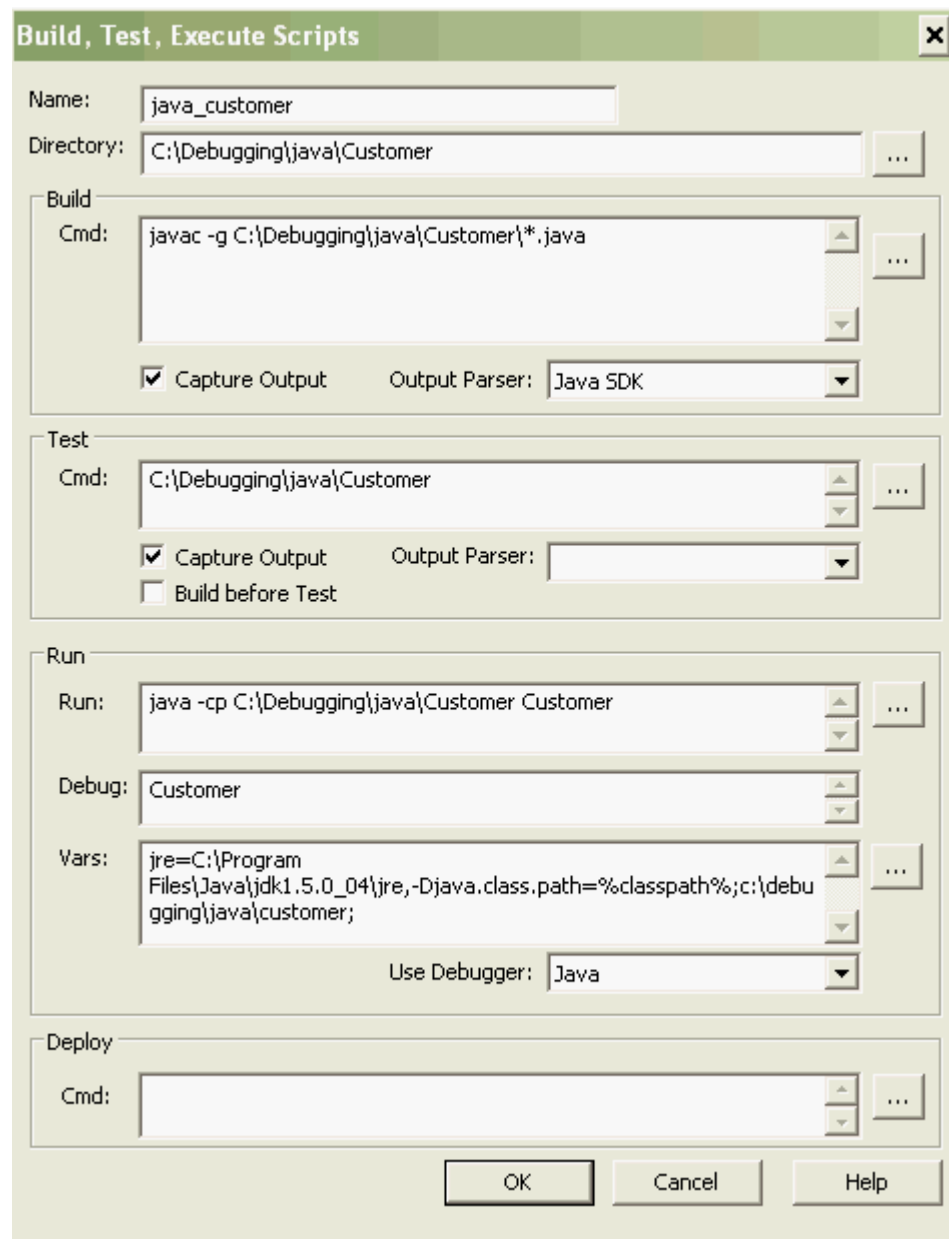 Build, Test, Execute Scripts
Name: java_customer
Directory: C:\Debugging\java\Customer ...
Build
Cmd: javac -g C:\Debugging\java\Customer\*.java ...
Capture Output Output Parser: Java SDK
Test
Cmd: C:\Debugging\java\Customer ...
Capture Output Output Parser:
Build before Test
Run
Run: java -cp C:\Debugging\java\Customer Customer ...
Debug: Customer
Vars: jre=C:\Program ...
Files\Java\jdk1.5.0_04\jre,-Djava.class.path=%classpath%;c:\debu
gging\java\customer;
Use Debugger: Java
Deploy
Cmd: ...
OK Cancel Help